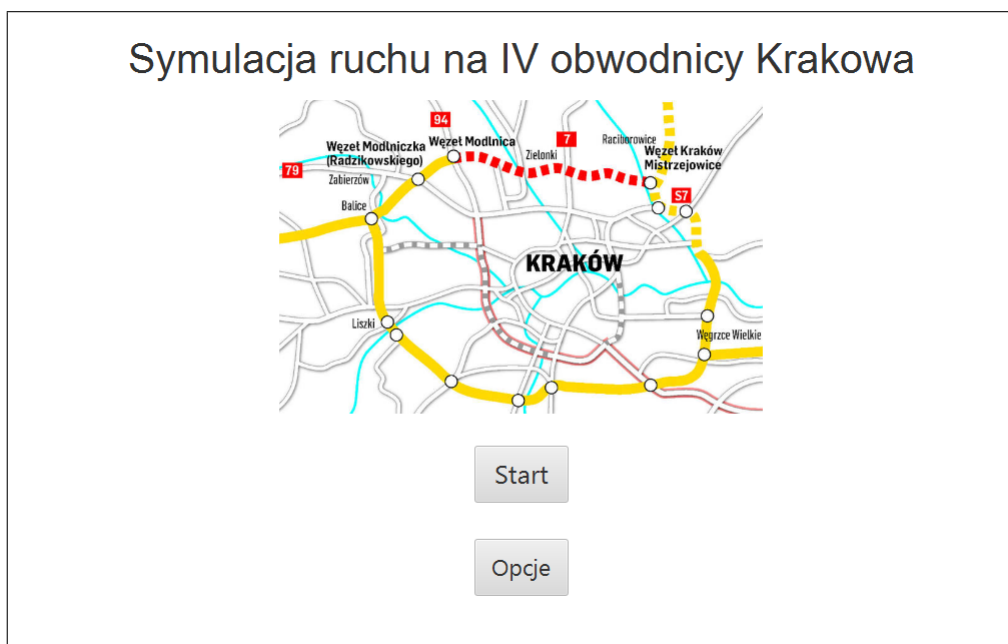 Symulacja ruchu na IV obwodnicy Krakowa
94
Węzeł Modlniczka
(Radzikowskiego)
Węzeł Modlnica
Zielonki
7
Raciborowice
Węzeł Kraków
Mistrzejowice
79
Zabierzów
S7
Balice
KRAKÓW
Liszki
Węgrzce Wielkie
Start
Opcje